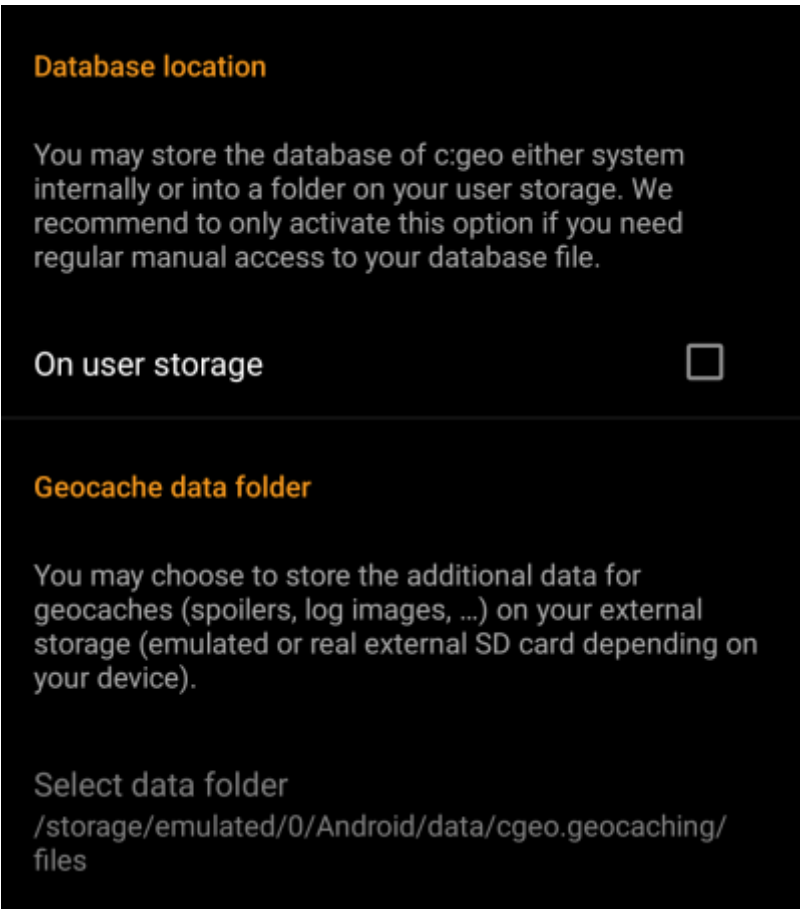 Database location
You may store the database of c:geo either system
internally or into a folder on your user storage. We
recommend to only activate this option if you need
regular manual access to your database file.
On user storage
Geocache data folder
You may choose to store the additional data for
geocaches (spoilers, log images, …) on your external
storage (emulated or real external SD card depending on
your device).
Select data folder
/storage/emulated/0/Android/data/cgeo.geocaching/
files